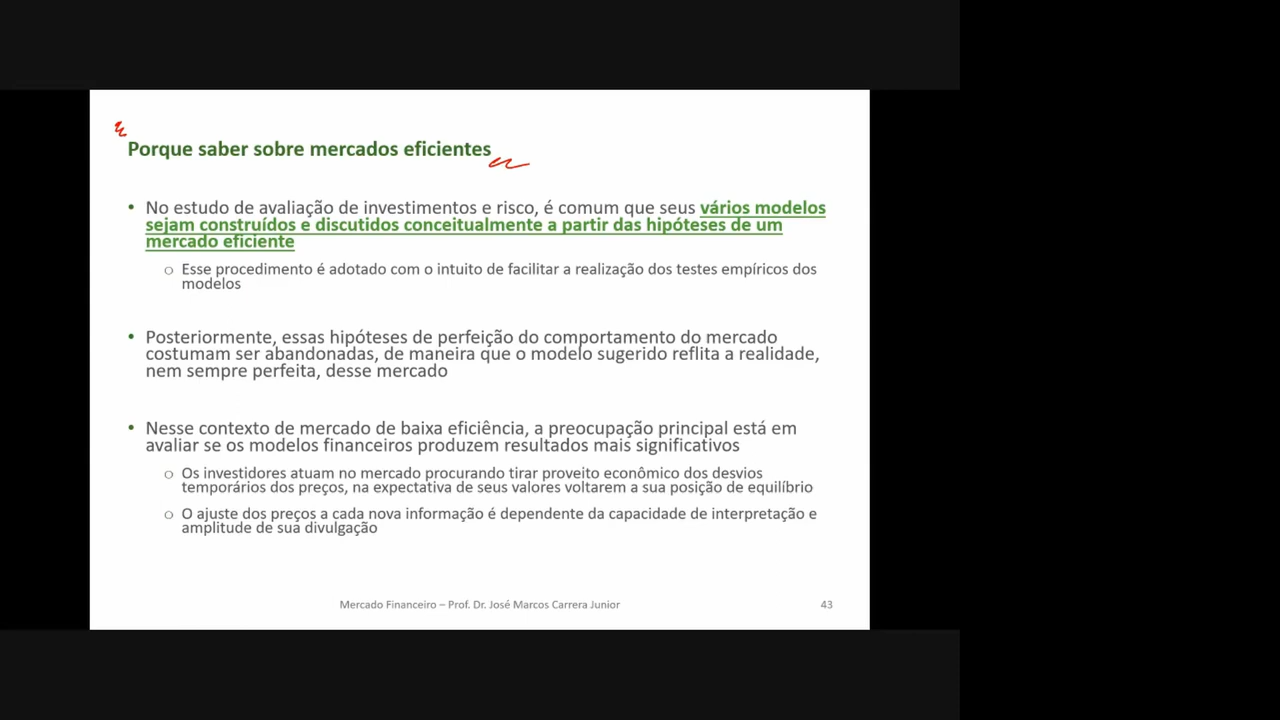 Porque saber sobre mercados eficientes
• No estudo de avaliação de investimentos e risco, é comum que seus vários modelos
sejam construídos e discutidos conceitualmente a partir das hipóteses de um
mercado eficiente
o Esse procedimento é adotado com o intuito de facilitar a realização dos testes empíricos dos
modelos
• Posteriormente, essas hipóteses de perfeição do comportamento do mercado
costumam ser abandonadas, de maneira que o modelo sugerido reflita a realidade,
nem sempre perfeita, desse mercado
• Nesse contexto de mercado de baixa eficiência, a preocupação principal está em
avaliar se os modelos financeiros produzem resultados mais significativos
o Os investidores atuam no mercado procurando tirar proveito econômico dos desvios
temporários dos preços, na expectativa de seus valores voltarem a sua posição de equilíbrio
o O ajuste dos preços a cada nova informação é dependente da capacidade de interpretação e
amplitude de sua divulgação
Mercado Financeiro – Prof. Dr. José Marcos Carrera Junior
43